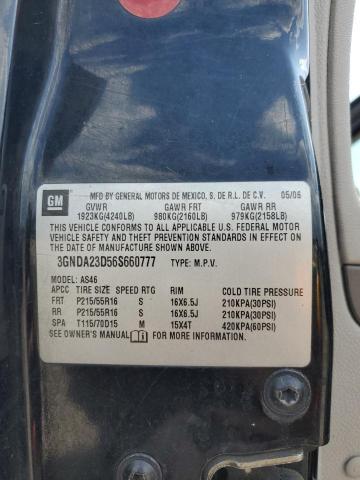 GM
MFD BY GENERAL MOTORS DE MEXICO, S. DE R.L. DE C.V. 05/06
GVWR GAWR FRT GAWR RR
1923KG(4240LB) 980KG(2160LB) 979KG(2158LB)
THIS VEHICLE CONFORMS TO ALL APPLICABLE U.S. FEDERAL MOTOR
VEHICLE SAFETY AND THEFT PREVENTION STANDARDS IN EFFECT ON
THE DATE OF MANUFACTURE SHOWN ABOVE.
3GNDA23D56S660777 TYPE: M.P.V.
MODEL: AS46
APCC TIRE SIZE SPEED RTG RIM COLD TIRE PRESSURE
FRT P215/55R16 S 16X6.5J 210KPA(30PSI)
RR P215/55R16 S 16X6.5J 210KPA(30PSI)
SPA T115/70D15 M 15X4T 420KPA(60PSI)
SEE OWNER'S MANUAL FOR MORE INFORMATION.